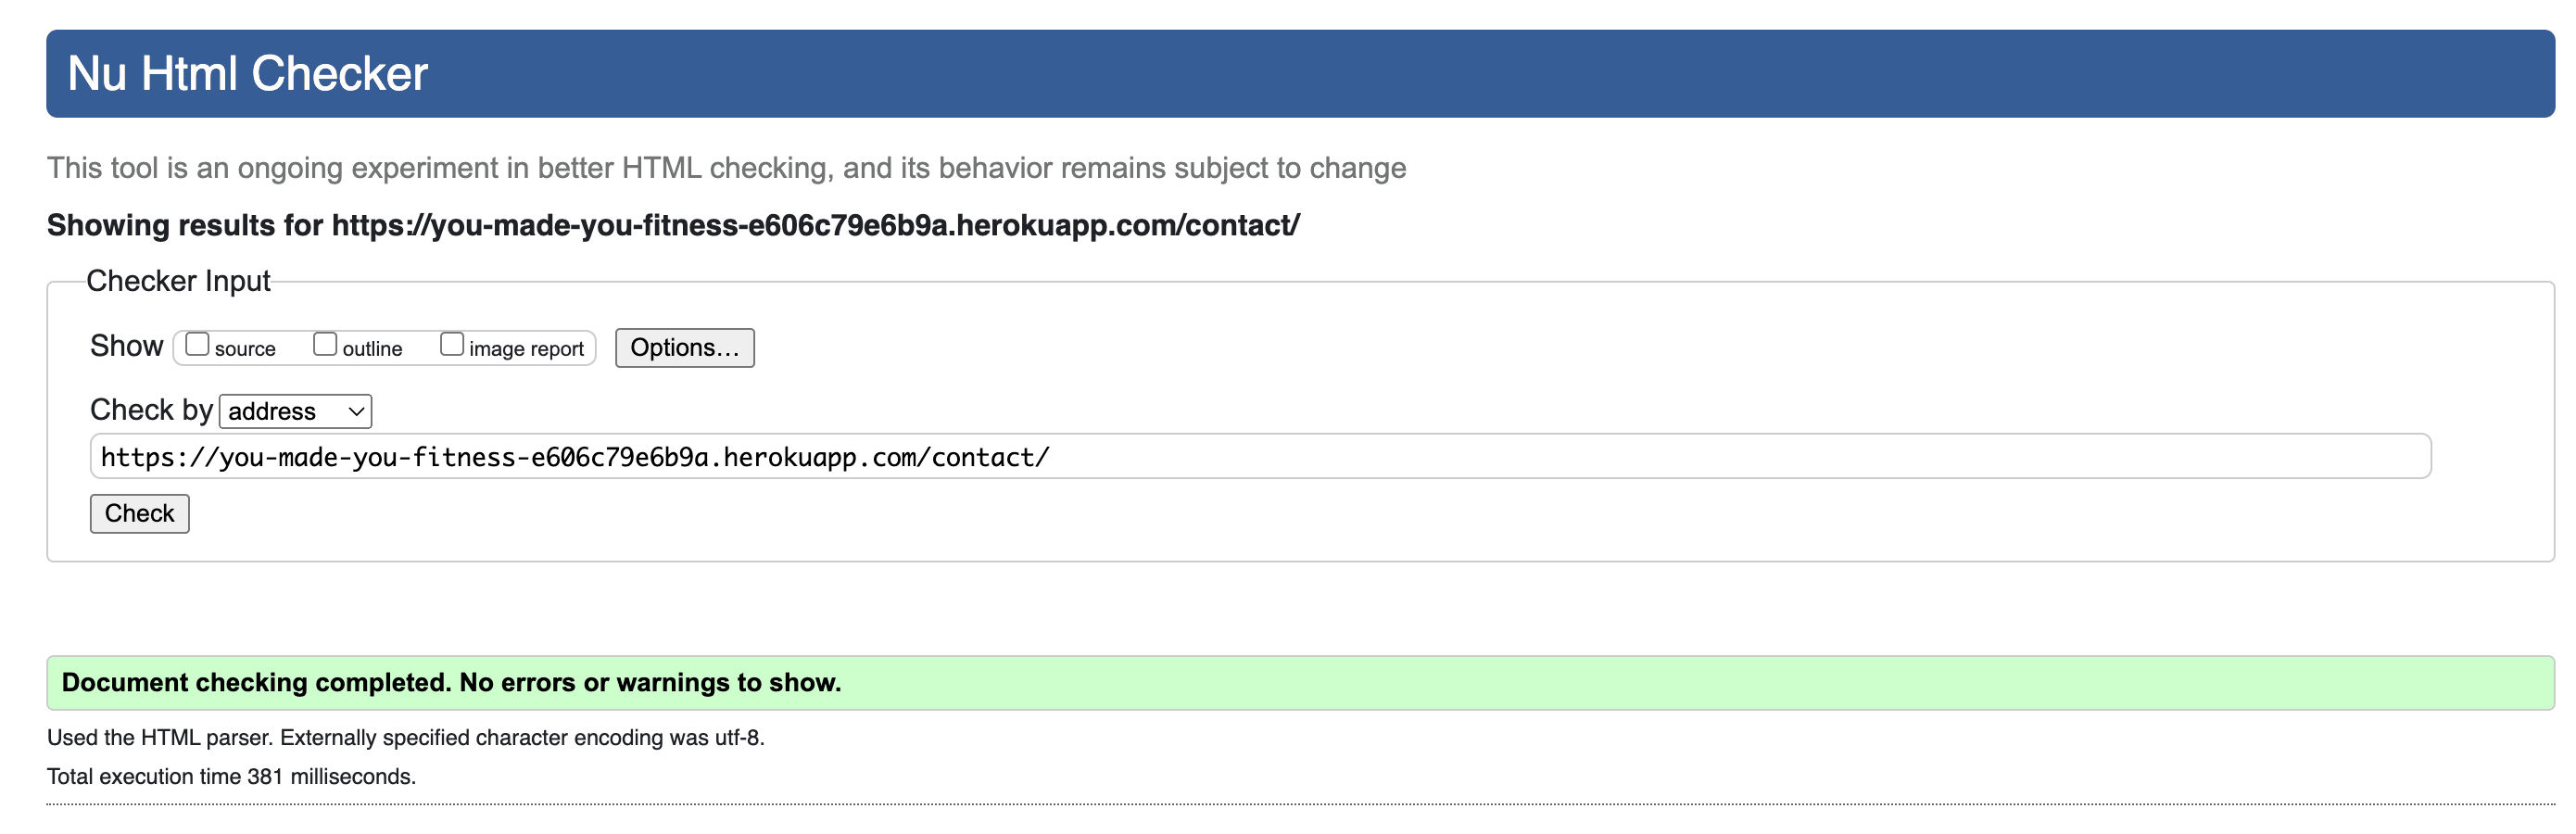 Nu Html Checker
This tool is an ongoing experiment in better HTML checking, and its behavior remains subject to change
Showing results for https://you-made-you-fitness-e606c79e6b9a.herokuapp.com/contact/
Checker Input
Show source outline image report Options...
Check by address
https://you-made-you-fitness-e606c79e6b9a.herokuapp.com/contact/
Check
Document checking completed. No errors or warnings to show.
Used the HTML parser. Externally specified character encoding was utf-8.
Total execution time 381 milliseconds.